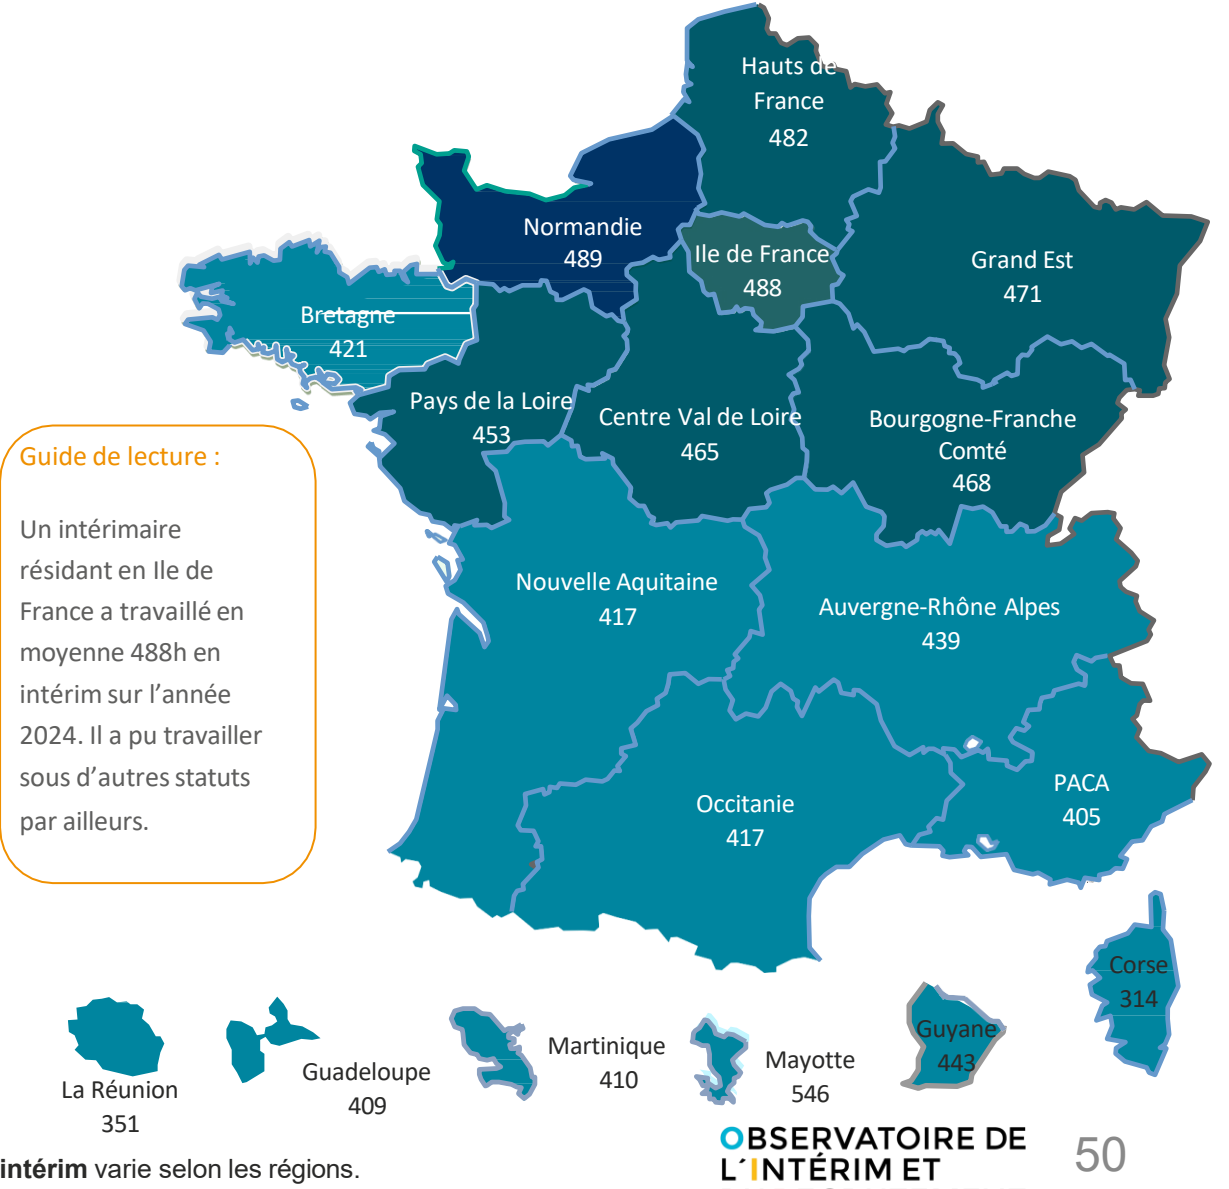 Hauts de
France
482
Normandie
489
Ile de France
488
Grand Est
471
Bretagne
421
Pays de la Loire
453
Centre Val de Loire
465
Bourgogne-Franche
Comté
468
Guide de lecture :
Un intérimaire
résidant en Ile de
France a travaillé en
moyenne 488h en
intérim sur l’année
2024. Il a pu travailler
sous d’autres statuts
par ailleurs.
Nouvelle Aquitaine
417
Auvergne-Rhône Alpes
439
PACA
405
Occitanie
417
Corse
314
La Réunion
351
Guadeloupe
409
Martinique
410
Mayotte
546
Guyane
443
OBSERVATOIRE DE
L´INTÉRIM ET
50
intérim varie selon les régions.